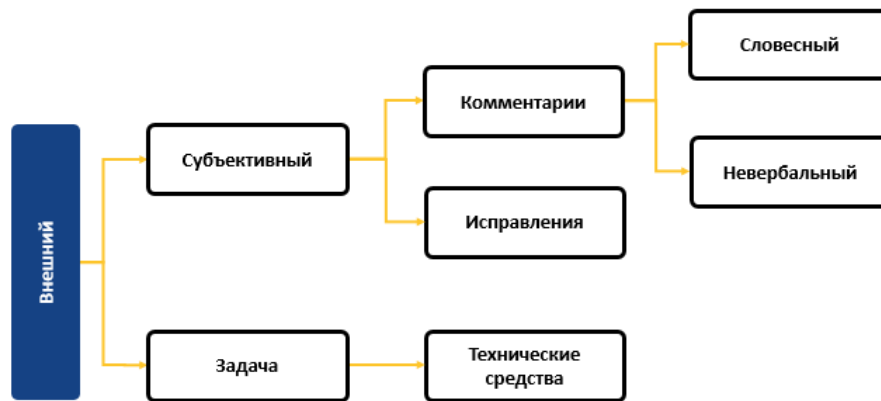 Внешний
Субъективный
Комментарии
Словесный
Невербальный
Исправления
Задача
Технические
средства